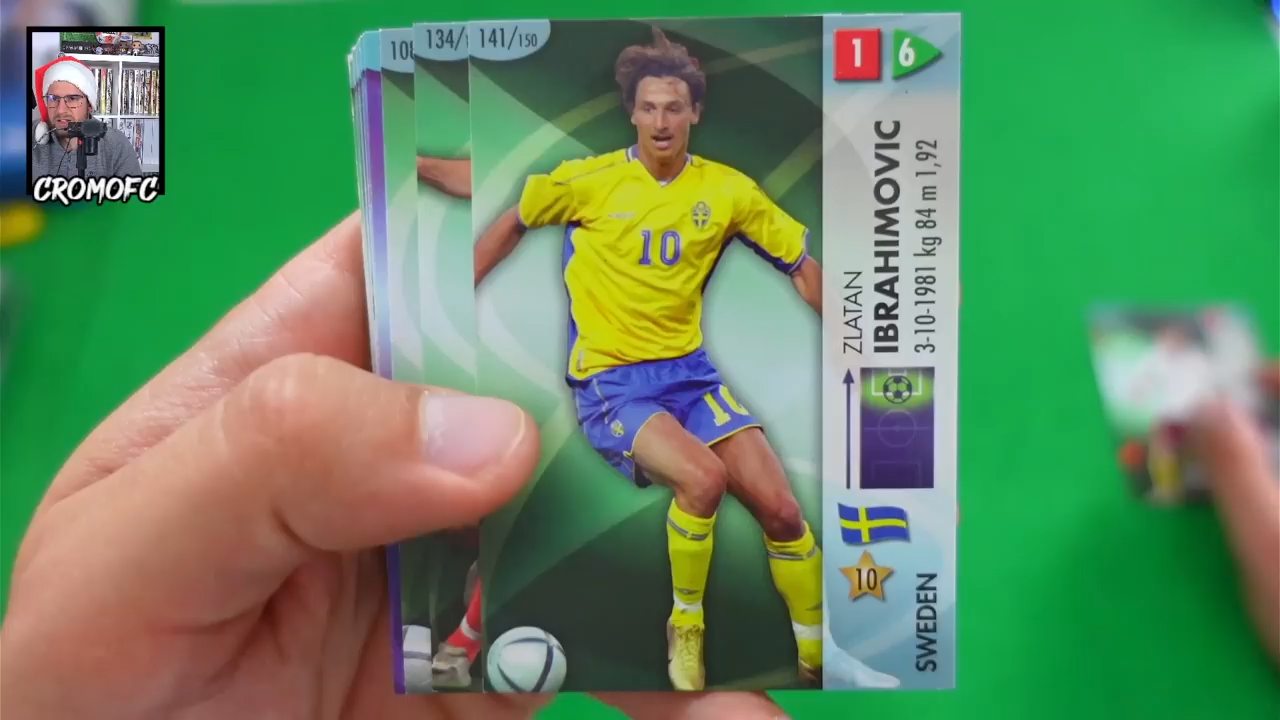 CROMOFC
108
134/
141/150
1
6
ZLATAN
IBRAHIMOVIC
3-10-1981 kg 84 m 1,92
10
10
10
SWEDEN